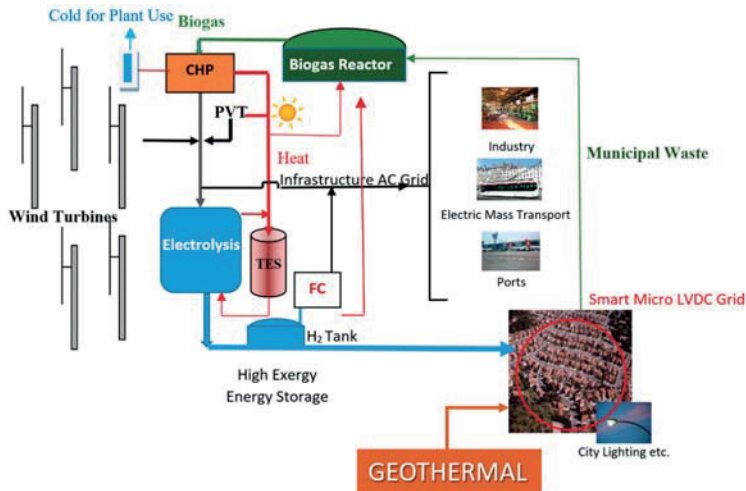 Cold for Plant Use
Biogas
CHP
Biogas Reactor
PVT
Heat
Infrastructure AC Grid
Industry
Municipal Waste
Wind Turbines
Electrolysis
TES
FC
Electric Mass Transport
Ports
Smart Micro LVDC Grid
H₂ Tank
High Exergy
Energy Storage
City Lighting etc.
GEOTHERMAL